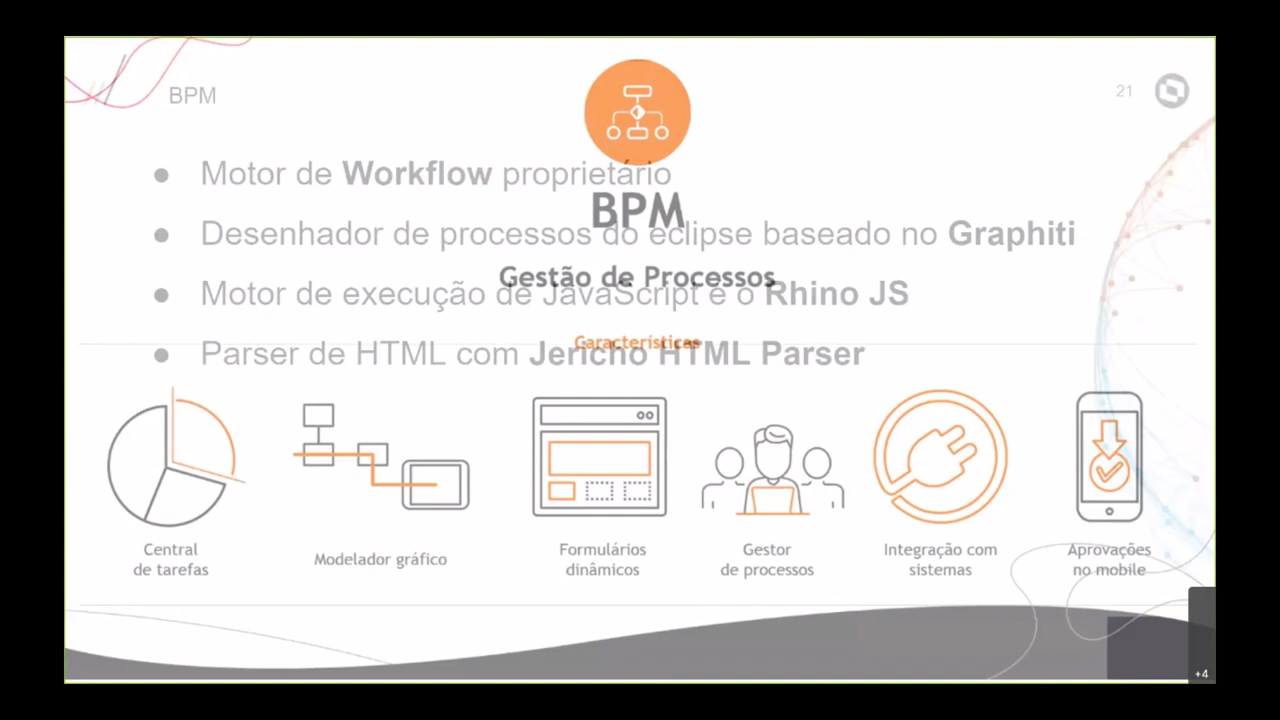 BPM
21
● Motor de Workflow proprietário
BPM
● Desenhador de processos do eclipse baseado no Graphiti
Gestão de Processos
● Motor de execução de JavaScript é o Rhino JS
Características
● Parser de HTML com Jericho HTML Parser
Central
de tarefas
Modelador gráfico
Formulários
dinâmicos
Gestor
de processos
Integração com
sistemas
Aprovações
no mobile
+4